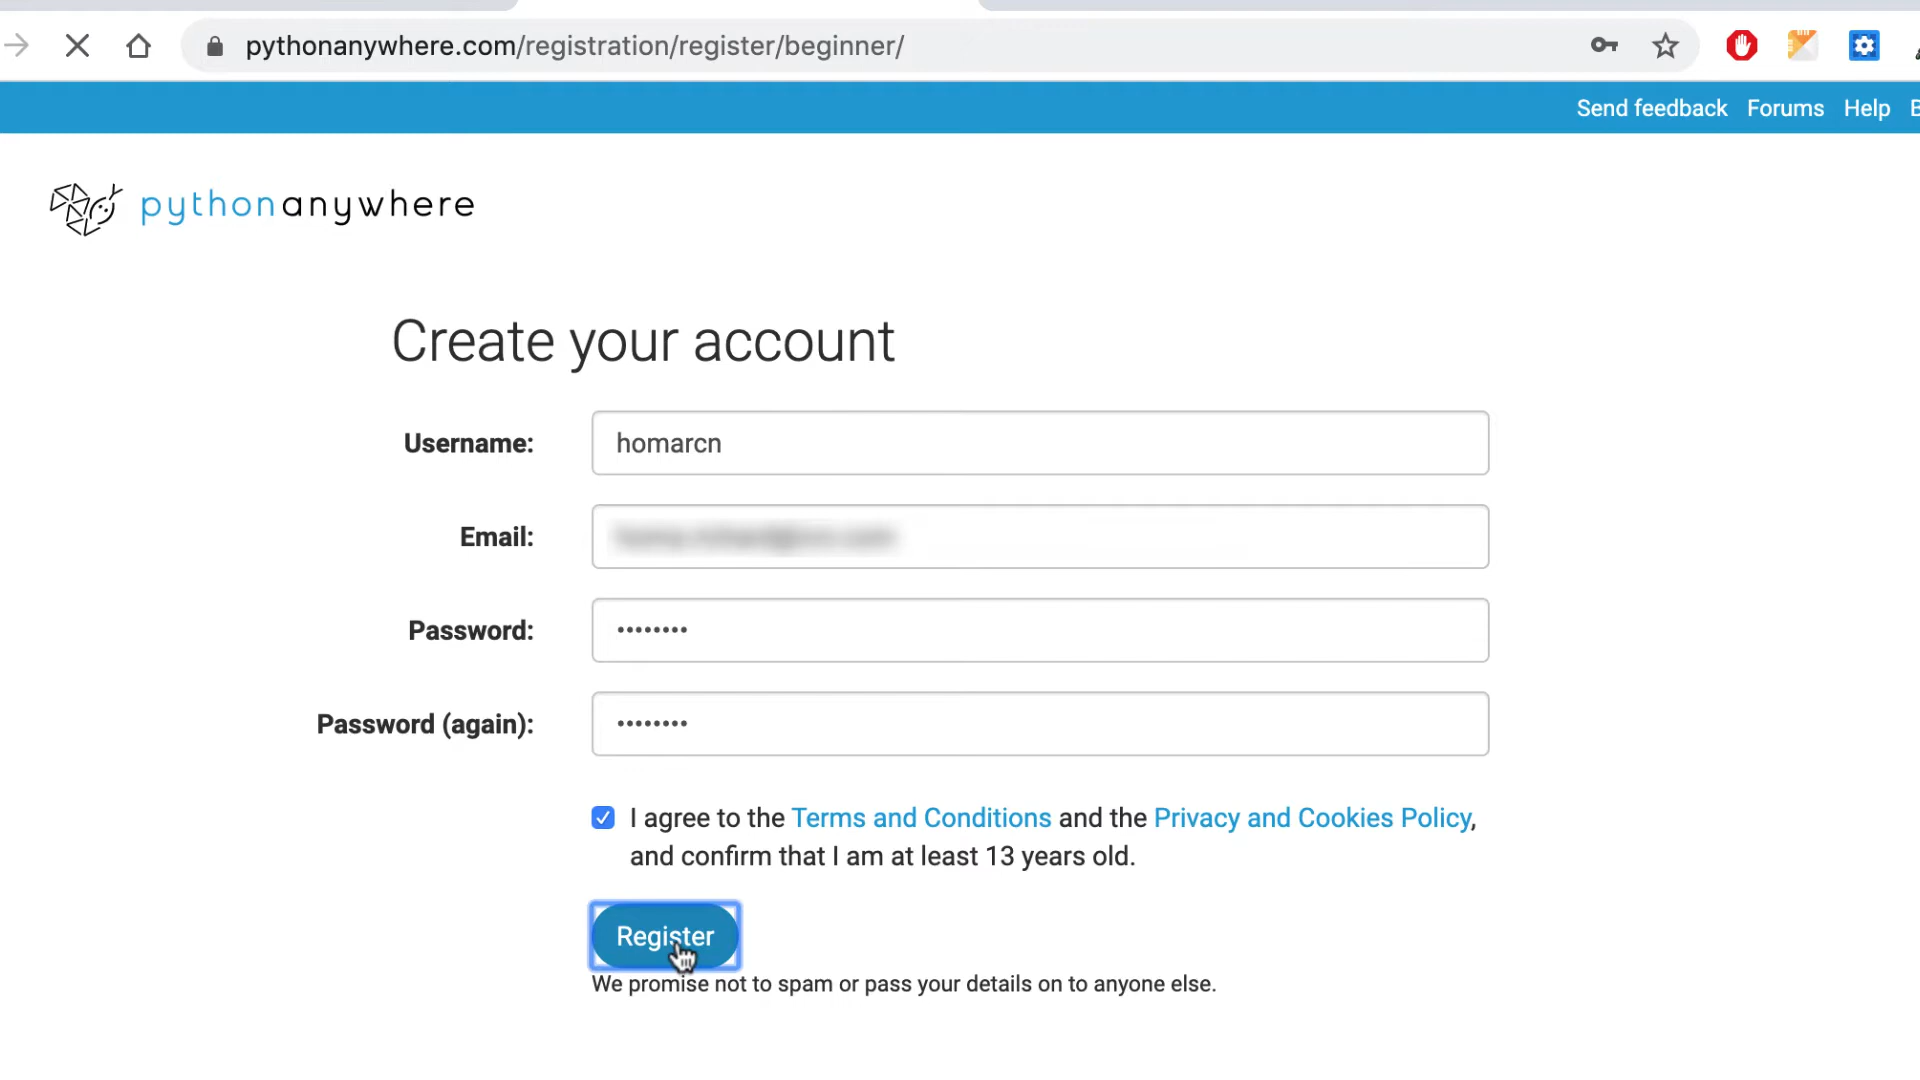 pythonanywhere.com/registration/register/beginner/
Send feedback Forums Help
pythonanywhere
Create your account
Username: homarcn
Email:
Password: ••••••••
Password (again): ••••••••
I agree to the Terms and Conditions and the Privacy and Cookies Policy,
and confirm that I am at least 13 years old.
Register
We promise not to spam or pass your details on to anyone else.